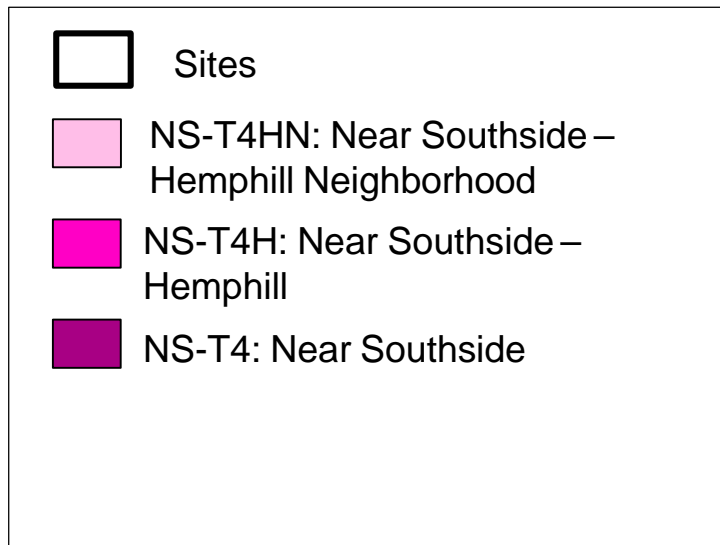 Sites
NS-T4HN: Near Southside –
Hemphill Neighborhood
NS-T4H: Near Southside –
Hemphill
NS-T4: Near Southside